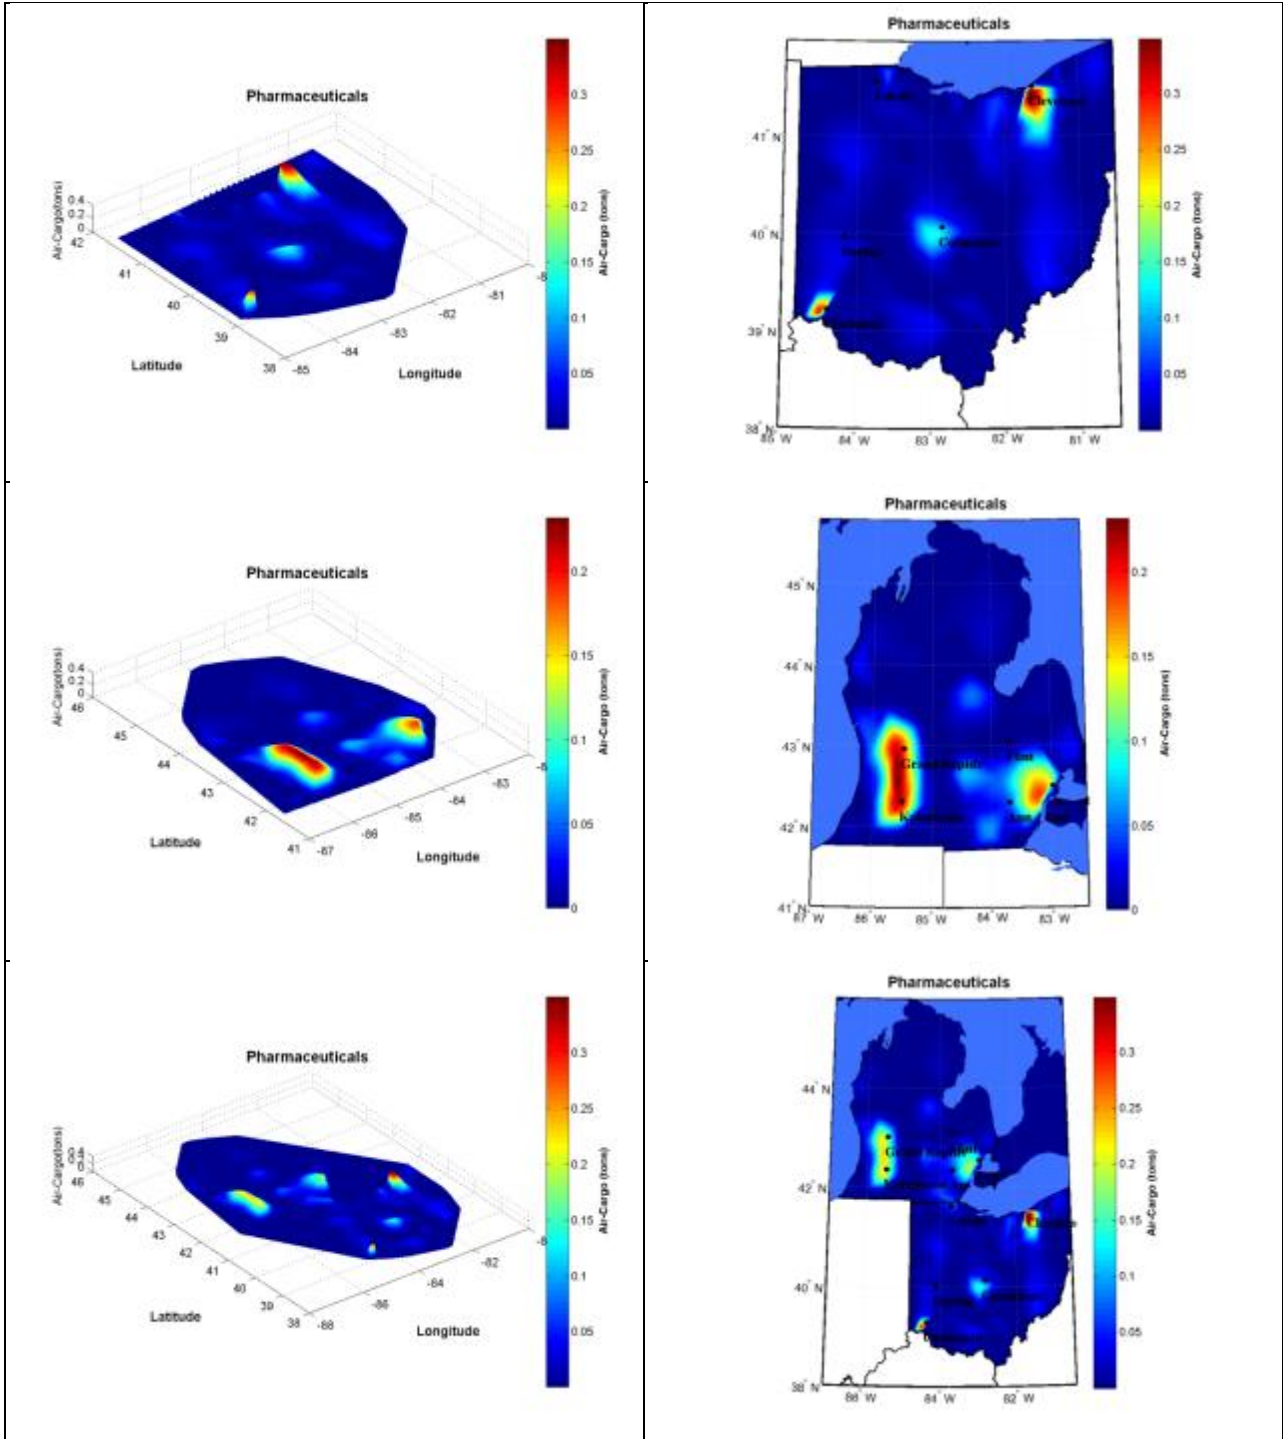 Pharmaceuticals
0.4
0.2
0
Air-Cargo(tons)
42
41
40
39
38
Latitude
-85
-84
-83
-82
-81
-8
Longitude
0.3
0.25
0.2
0.15
0.1
0.05
Air-Cargo (tons)
Pharmaceuticals
41° N
40° N
39° N
38° N
85° W
84° W
83° W
82° W
81° W
Cleveland
0.3
0.25
0.2
0.15
0.1
0.05
Air-Cargo (tons)
Pharmaceuticals
0.4
0.2
0
Air-Cargo(tons)
46
45
44
43
42
41
Latitude
-87
-86
-85
-84
-83
-8
Longitude
0.2
0.15
0.1
0.05
0
Air-Cargo (tons)
Pharmaceuticals
45° N
44° N
43° N
42° N
41° N
87° W
86° W
85° W
84° W
83° W
Grand Rapids
0.2
0.15
0.1
0.05
0
Air-Cargo (tons)
Pharmaceuticals
Air-Cargo(tons)
46
45
44
43
42
41
40
39
38
Latitude
-88
-86
-84
-82
-8
Longitude
0.3
0.25
0.2
0.15
0.1
0.05
Air-Cargo (tons)
Pharmaceuticals
44° N
42° N
40° N
38° N
86° W
84° W
82° W
Grand Rapids
0.3
0.25
0.2
0.15
0.1
0.05
Air-Cargo (tons)